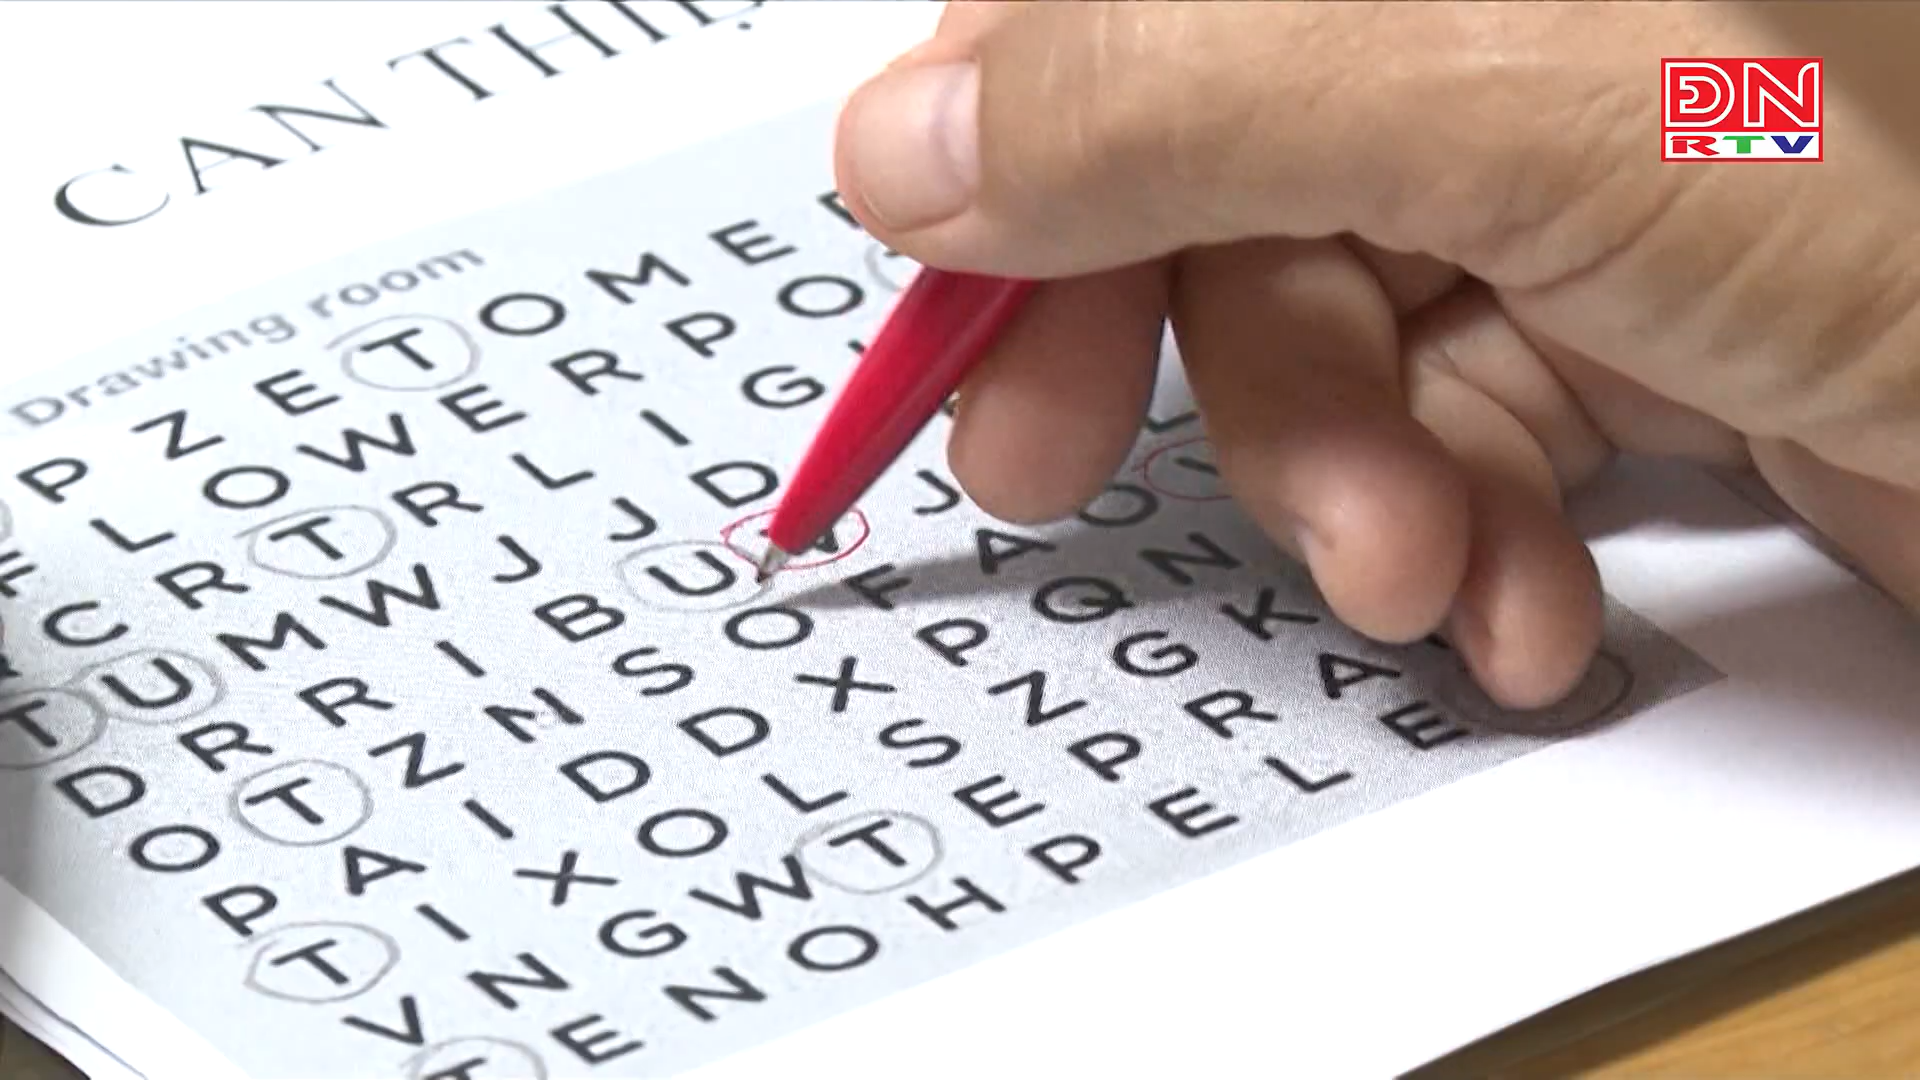 CAN THIỆ
ĐN
RTV
Drawing room
P Z E T O M E
F L O W E R P O
C R T R L I G
T U M W J J D
D R R I B U A J
O T N N S O F A O
P A I D D X P Q N
T I X O L S N G K
V N G W T E P R A
T E N O H P E L E